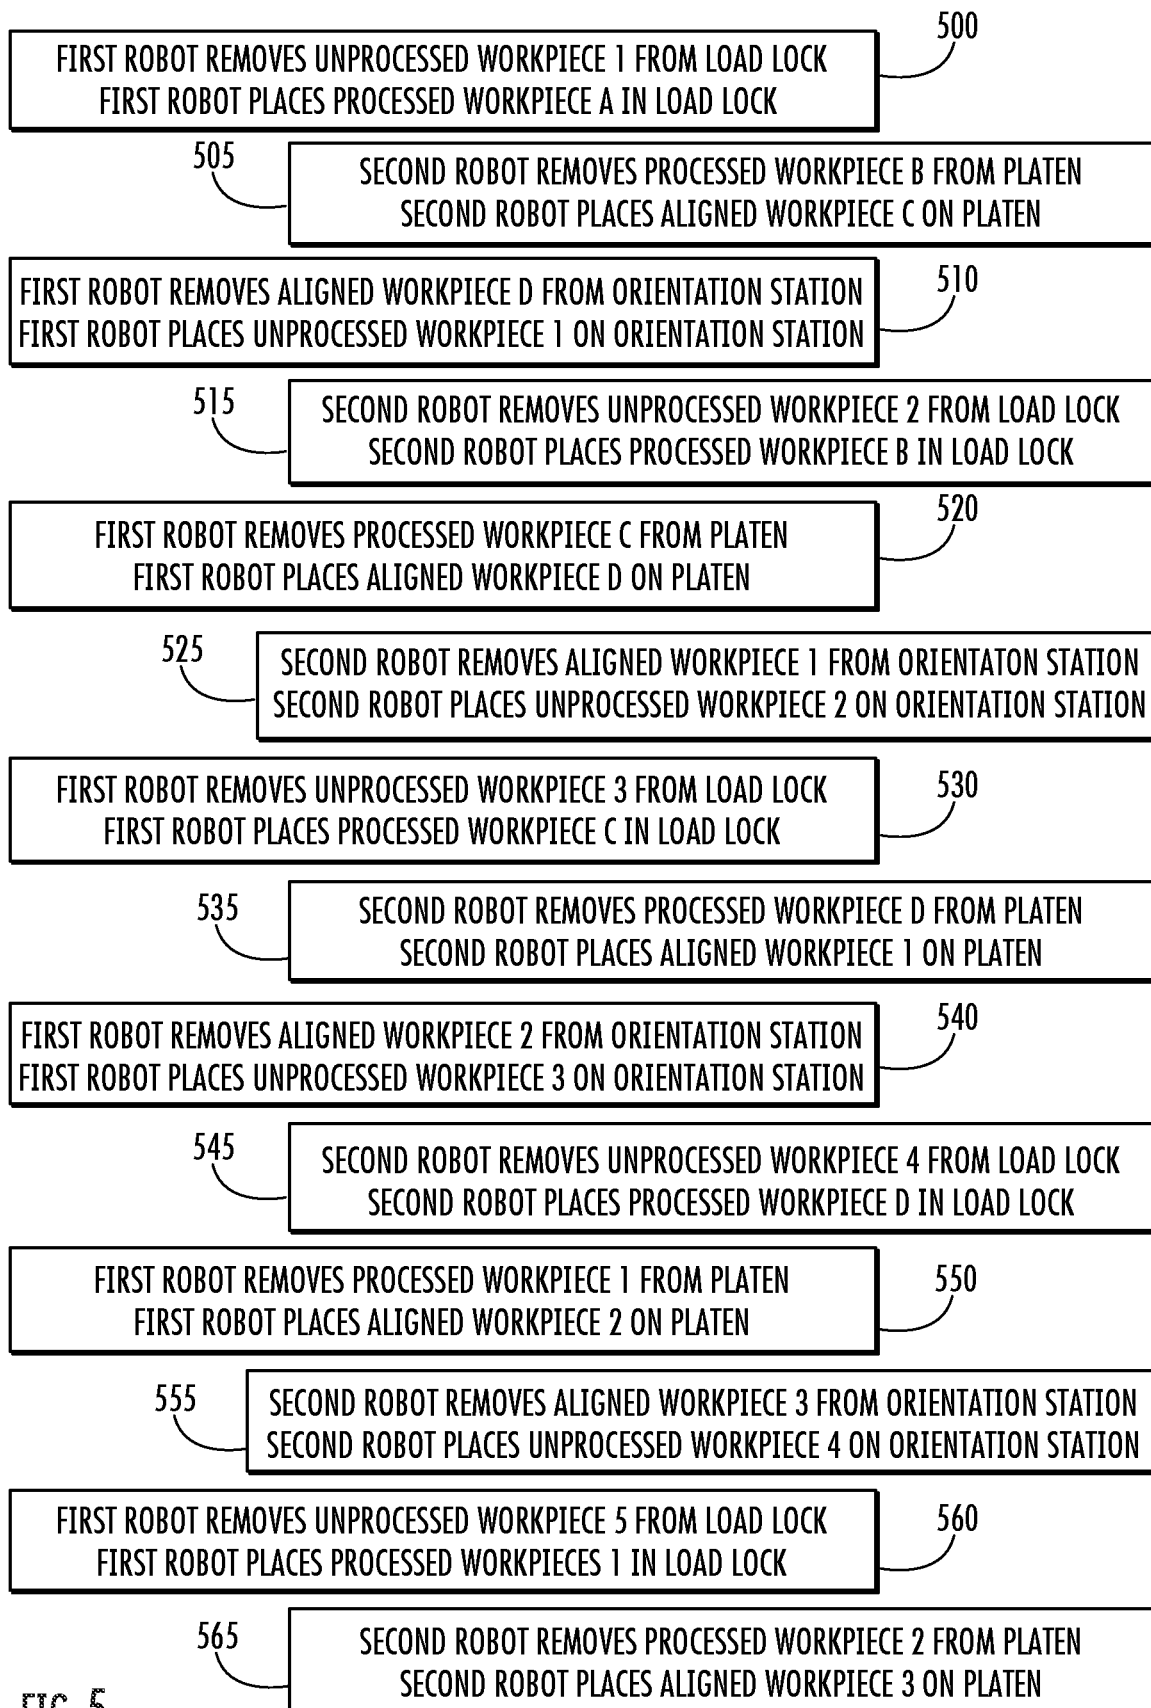 500
FIRST ROBOT REMOVES UNPROCESSED WORKPIECE 1 FROM LOAD LOCK
FIRST ROBOT PLACES PROCESSED WORKPIECE A IN LOAD LOCK
505
SECOND ROBOT REMOVES PROCESSED WORKPIECE B FROM PLATEN
SECOND ROBOT PLACES ALIGNED WORKPIECE C ON PLATEN
510
FIRST ROBOT REMOVES ALIGNED WORKPIECE D FROM ORIENTATION STATION
FIRST ROBOT PLACES UNPROCESSED WORKPIECE 1 ON ORIENTATION STATION
515
SECOND ROBOT REMOVES UNPROCESSED WORKPIECE 2 FROM LOAD LOCK
SECOND ROBOT PLACES PROCESSED WORKPIECE B IN LOAD LOCK
520
FIRST ROBOT REMOVES PROCESSED WORKPIECE C FROM PLATEN
FIRST ROBOT PLACES ALIGNED WORKPIECE D ON PLATEN
525
SECOND ROBOT REMOVES ALIGNED WORKPIECE 1 FROM ORIENTATON STATION
SECOND ROBOT PLACES UNPROCESSED WORKPIECE 2 ON ORIENTATION STATION
530
FIRST ROBOT REMOVES UNPROCESSED WORKPIECE 3 FROM LOAD LOCK
FIRST ROBOT PLACES PROCESSED WORKPIECE C IN LOAD LOCK
535
SECOND ROBOT REMOVES PROCESSED WORKPIECE D FROM PLATEN
SECOND ROBOT PLACES ALIGNED WORKPIECE 1 ON PLATEN
540
FIRST ROBOT REMOVES ALIGNED WORKPIECE 2 FROM ORIENTATION STATION
FIRST ROBOT PLACES UNPROCESSED WORKPIECE 3 ON ORIENTATION STATION
545
SECOND ROBOT REMOVES UNPROCESSED WORKPIECE 4 FROM LOAD LOCK
SECOND ROBOT PLACES PROCESSED WORKPIECE D IN LOAD LOCK
550
FIRST ROBOT REMOVES PROCESSED WORKPIECE 1 FROM PLATEN
FIRST ROBOT PLACES ALIGNED WORKPIECE 2 ON PLATEN
555
SECOND ROBOT REMOVES ALIGNED WORKPIECE 3 FROM ORIENTATION STATION
SECOND ROBOT PLACES UNPROCESSED WORKPIECE 4 ON ORIENTATION STATION
560
FIRST ROBOT REMOVES UNPROCESSED WORKPIECE 5 FROM LOAD LOCK
FIRST ROBOT PLACES PROCESSED WORKPIECES 1 IN LOAD LOCK
565
SECOND ROBOT REMOVES PROCESSED WORKPIECE 2 FROM PLATEN
SECOND ROBOT PLACES ALIGNED WORKPIECE 3 ON PLATEN
FIG. 5